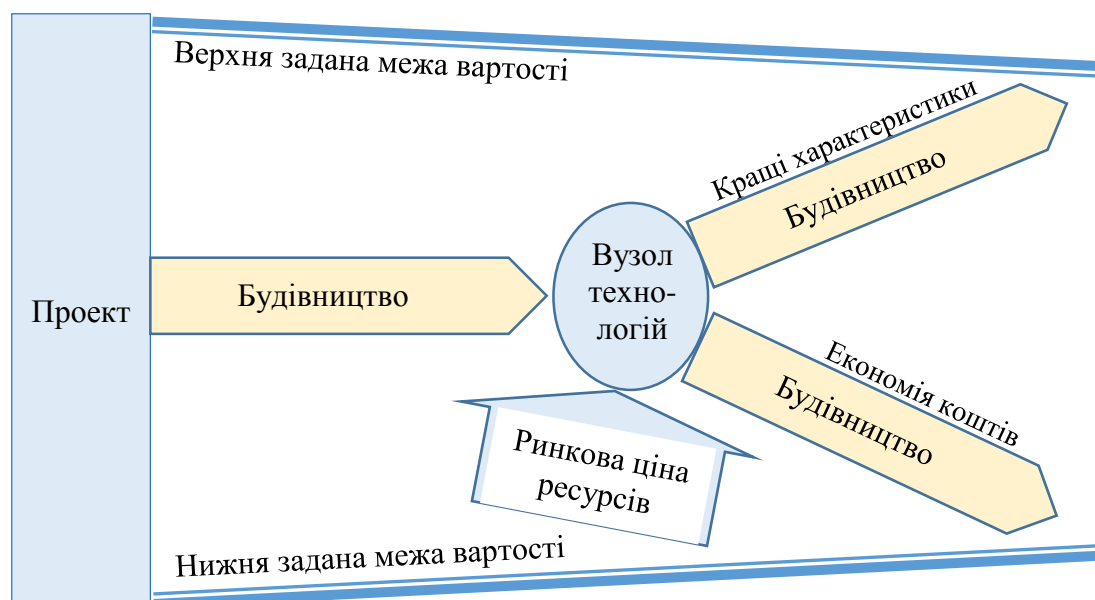 Верхня задана межа вартості
Кращі характеристики
Будівництво
Вузол
техно-
логій
Будівництво
Проект
Економія коштів
Будівництво
Ринкова ціна
ресурсів
Нижня задана межа вартості